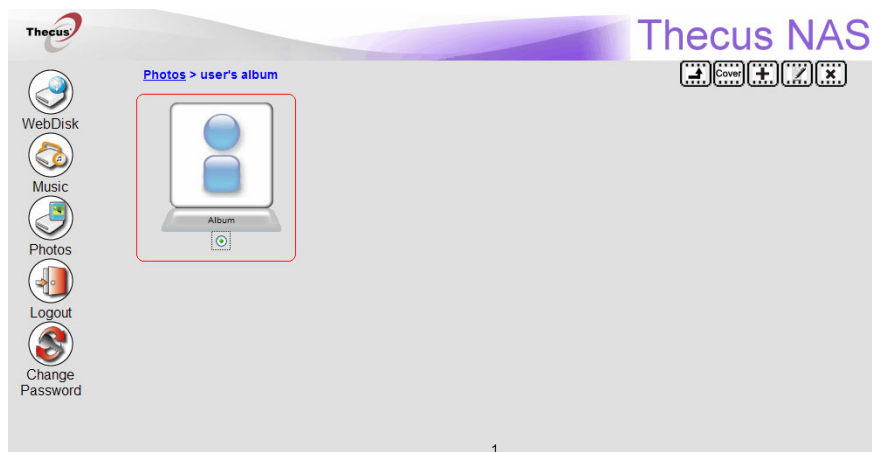 Thecus
Thecus NAS
Photos > user's album
Cover
WebDisk
Music
Photos
Logout
Change
Password
Album
1